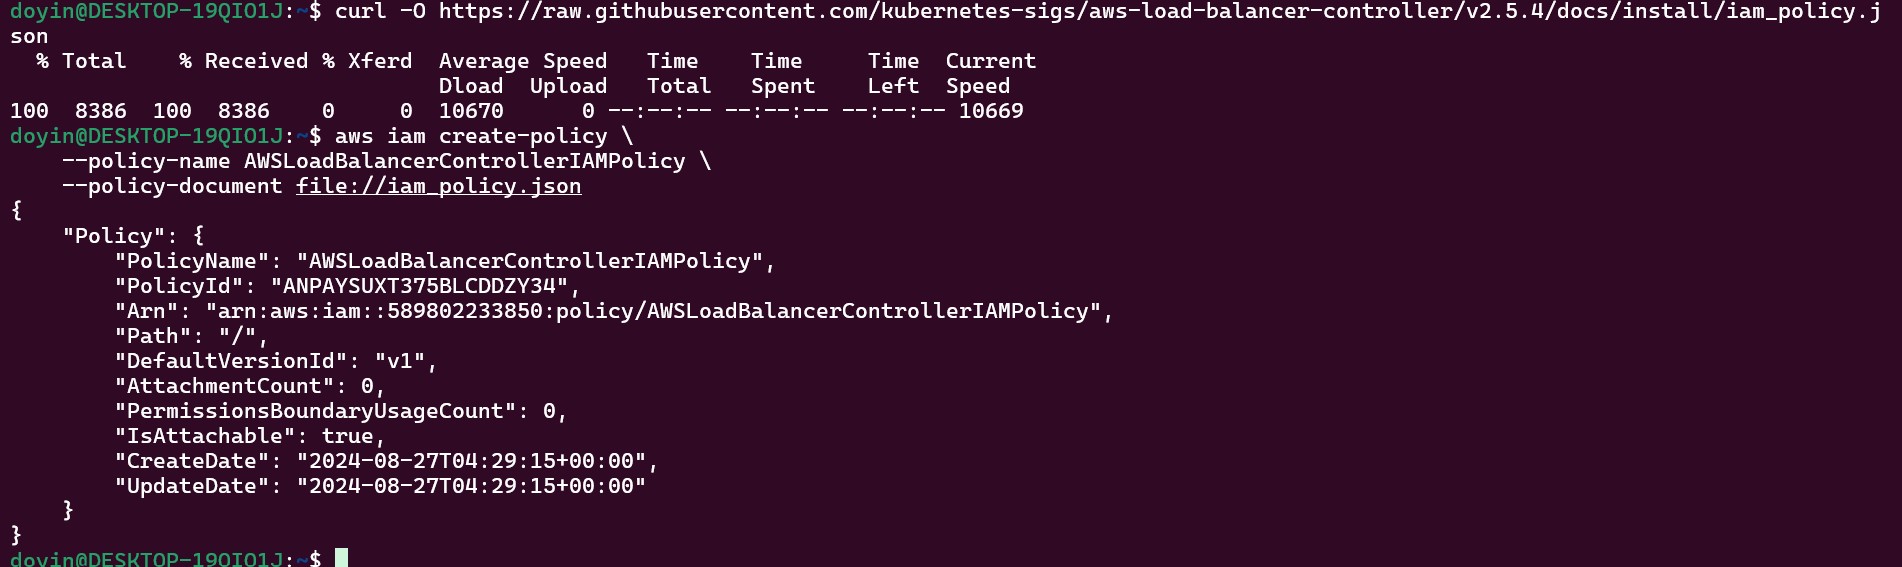 doyin@DESKTOP-19QIO1J:~$ curl -O https://raw.githubusercontent.com/kubernetes-sigs/aws-load-balancer-controller/v2.5.4/docs/install/iam_policy.j
son
  % Total    % Received % Xferd  Average Speed   Time    Time     Time  Current
                                 Dload  Upload   Total   Spent    Left  Speed
100  8386  100  8386    0     0  10670      0 --:--:-- --:--:-- --:--:-- 10669
doyin@DESKTOP-19QIO1J:~$ aws iam create-policy \
    --policy-name AWSLoadBalancerControllerIAMPolicy \
    --policy-document file://iam_policy.json
{
    "Policy": {
        "PolicyName": "AWSLoadBalancerControllerIAMPolicy",
        "PolicyId": "ANPAYSUXT375BLCDDZY34",
        "Arn": "arn:aws:iam::589802233850:policy/AWSLoadBalancerControllerIAMPolicy",
        "Path": "/",
        "DefaultVersionId": "v1",
        "AttachmentCount": 0,
        "PermissionsBoundaryUsageCount": 0,
        "IsAttachable": true,
        "CreateDate": "2024-08-27T04:29:15+00:00",
        "UpdateDate": "2024-08-27T04:29:15+00:00"
    }
}
doyin@DESKTOP-19QIO1J:~$